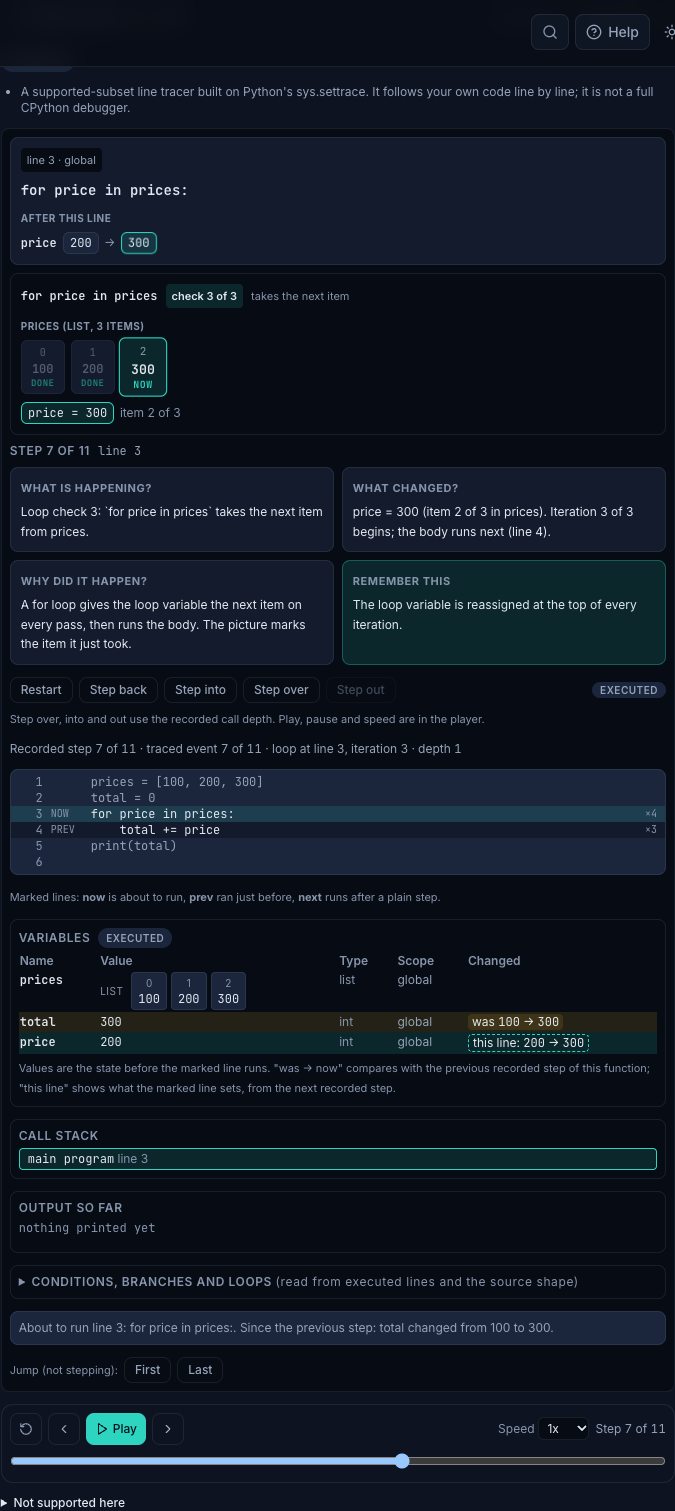 Help
• A supported-subset line tracer built on Python's sys.settrace. It follows your own code line by line; it is not a full
CPython debugger.
line 3 · global
for price in prices:
AFTER THIS LINE
price 200 → 300
for price in prices check 3 of 3 takes the next item
PRICES (LIST, 3 ITEMS)
0 1 2
100 200 300
DONE DONE NOW
price = 300 item 2 of 3
STEP 7 OF 11 line 3
WHAT IS HAPPENING?
Loop check 3: `for price in prices` takes the next item
from prices.
WHAT CHANGED?
price = 300 (item 2 of 3 in prices). Iteration 3 of 3
begins; the body runs next (line 4).
WHY DID IT HAPPEN?
A for loop gives the loop variable the next item on
every pass, then runs the body. The picture marks
the item it just took.
REMEMBER THIS
The loop variable is reassigned at the top of every
iteration.
Restart Step back Step into Step over Step out EXECUTED
Step over, into and out use the recorded call depth. Play, pause and speed are in the player.
Recorded step 7 of 11 · traced event 7 of 11 · loop at line 3, iteration 3 · depth 1
1 prices = [100, 200, 300]
2 total = 0
3 NOW for price in prices: ×4
4 PREV total += price ×3
5 print(total)
6
Marked lines: now is about to run, prev ran just before, next runs after a plain step.
VARIABLES EXECUTED
Name Value Type Scope Changed
prices LIST 0 100 1 200 2 300 list global
total 300 int global was 100 → 300
price 200 int global this line: 200 → 300
Values are the state before the marked line runs. "was → now" compares with the previous recorded step of this function;
"this line" shows what the marked line sets, from the next recorded step.
CALL STACK
main program line 3
OUTPUT SO FAR
nothing printed yet
▶ CONDITIONS, BRANCHES AND LOOPS (read from executed lines and the source shape)
About to run line 3: for price in prices:. Since the previous step: total changed from 100 to 300.
Jump (not stepping): First Last
Play Speed 1x Step 7 of 11
▶ Not supported here